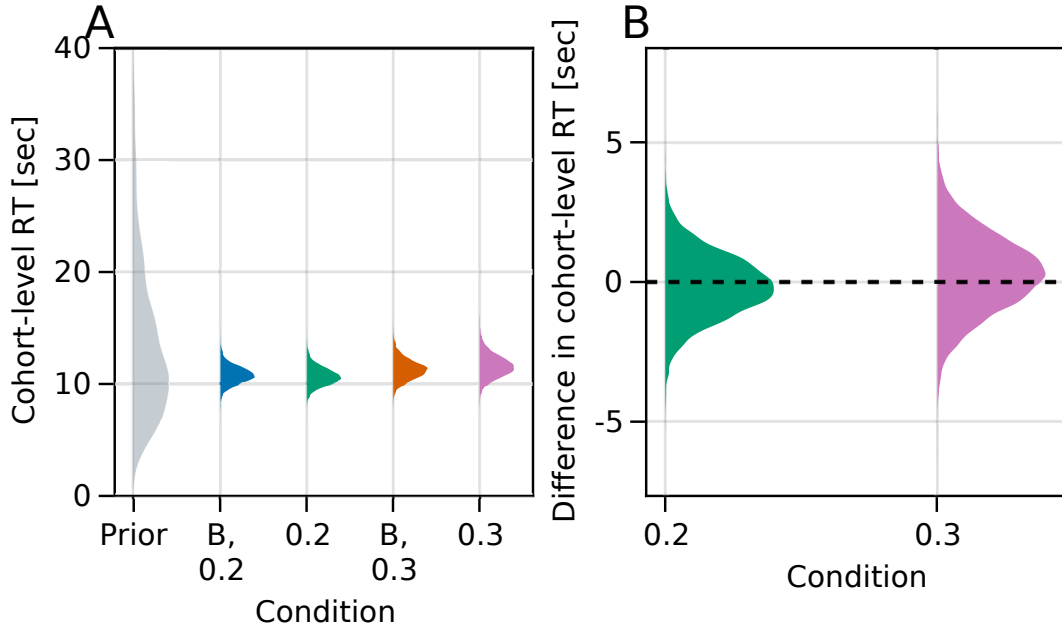 A
Cohort-level RT [sec]
40
30
20
10
0
Prior
B,
0.2
0.2
B,
0.3
0.3
Condition
B
Difference in cohort-level RT [sec]
5
0
-5
0.2
0.3
Condition